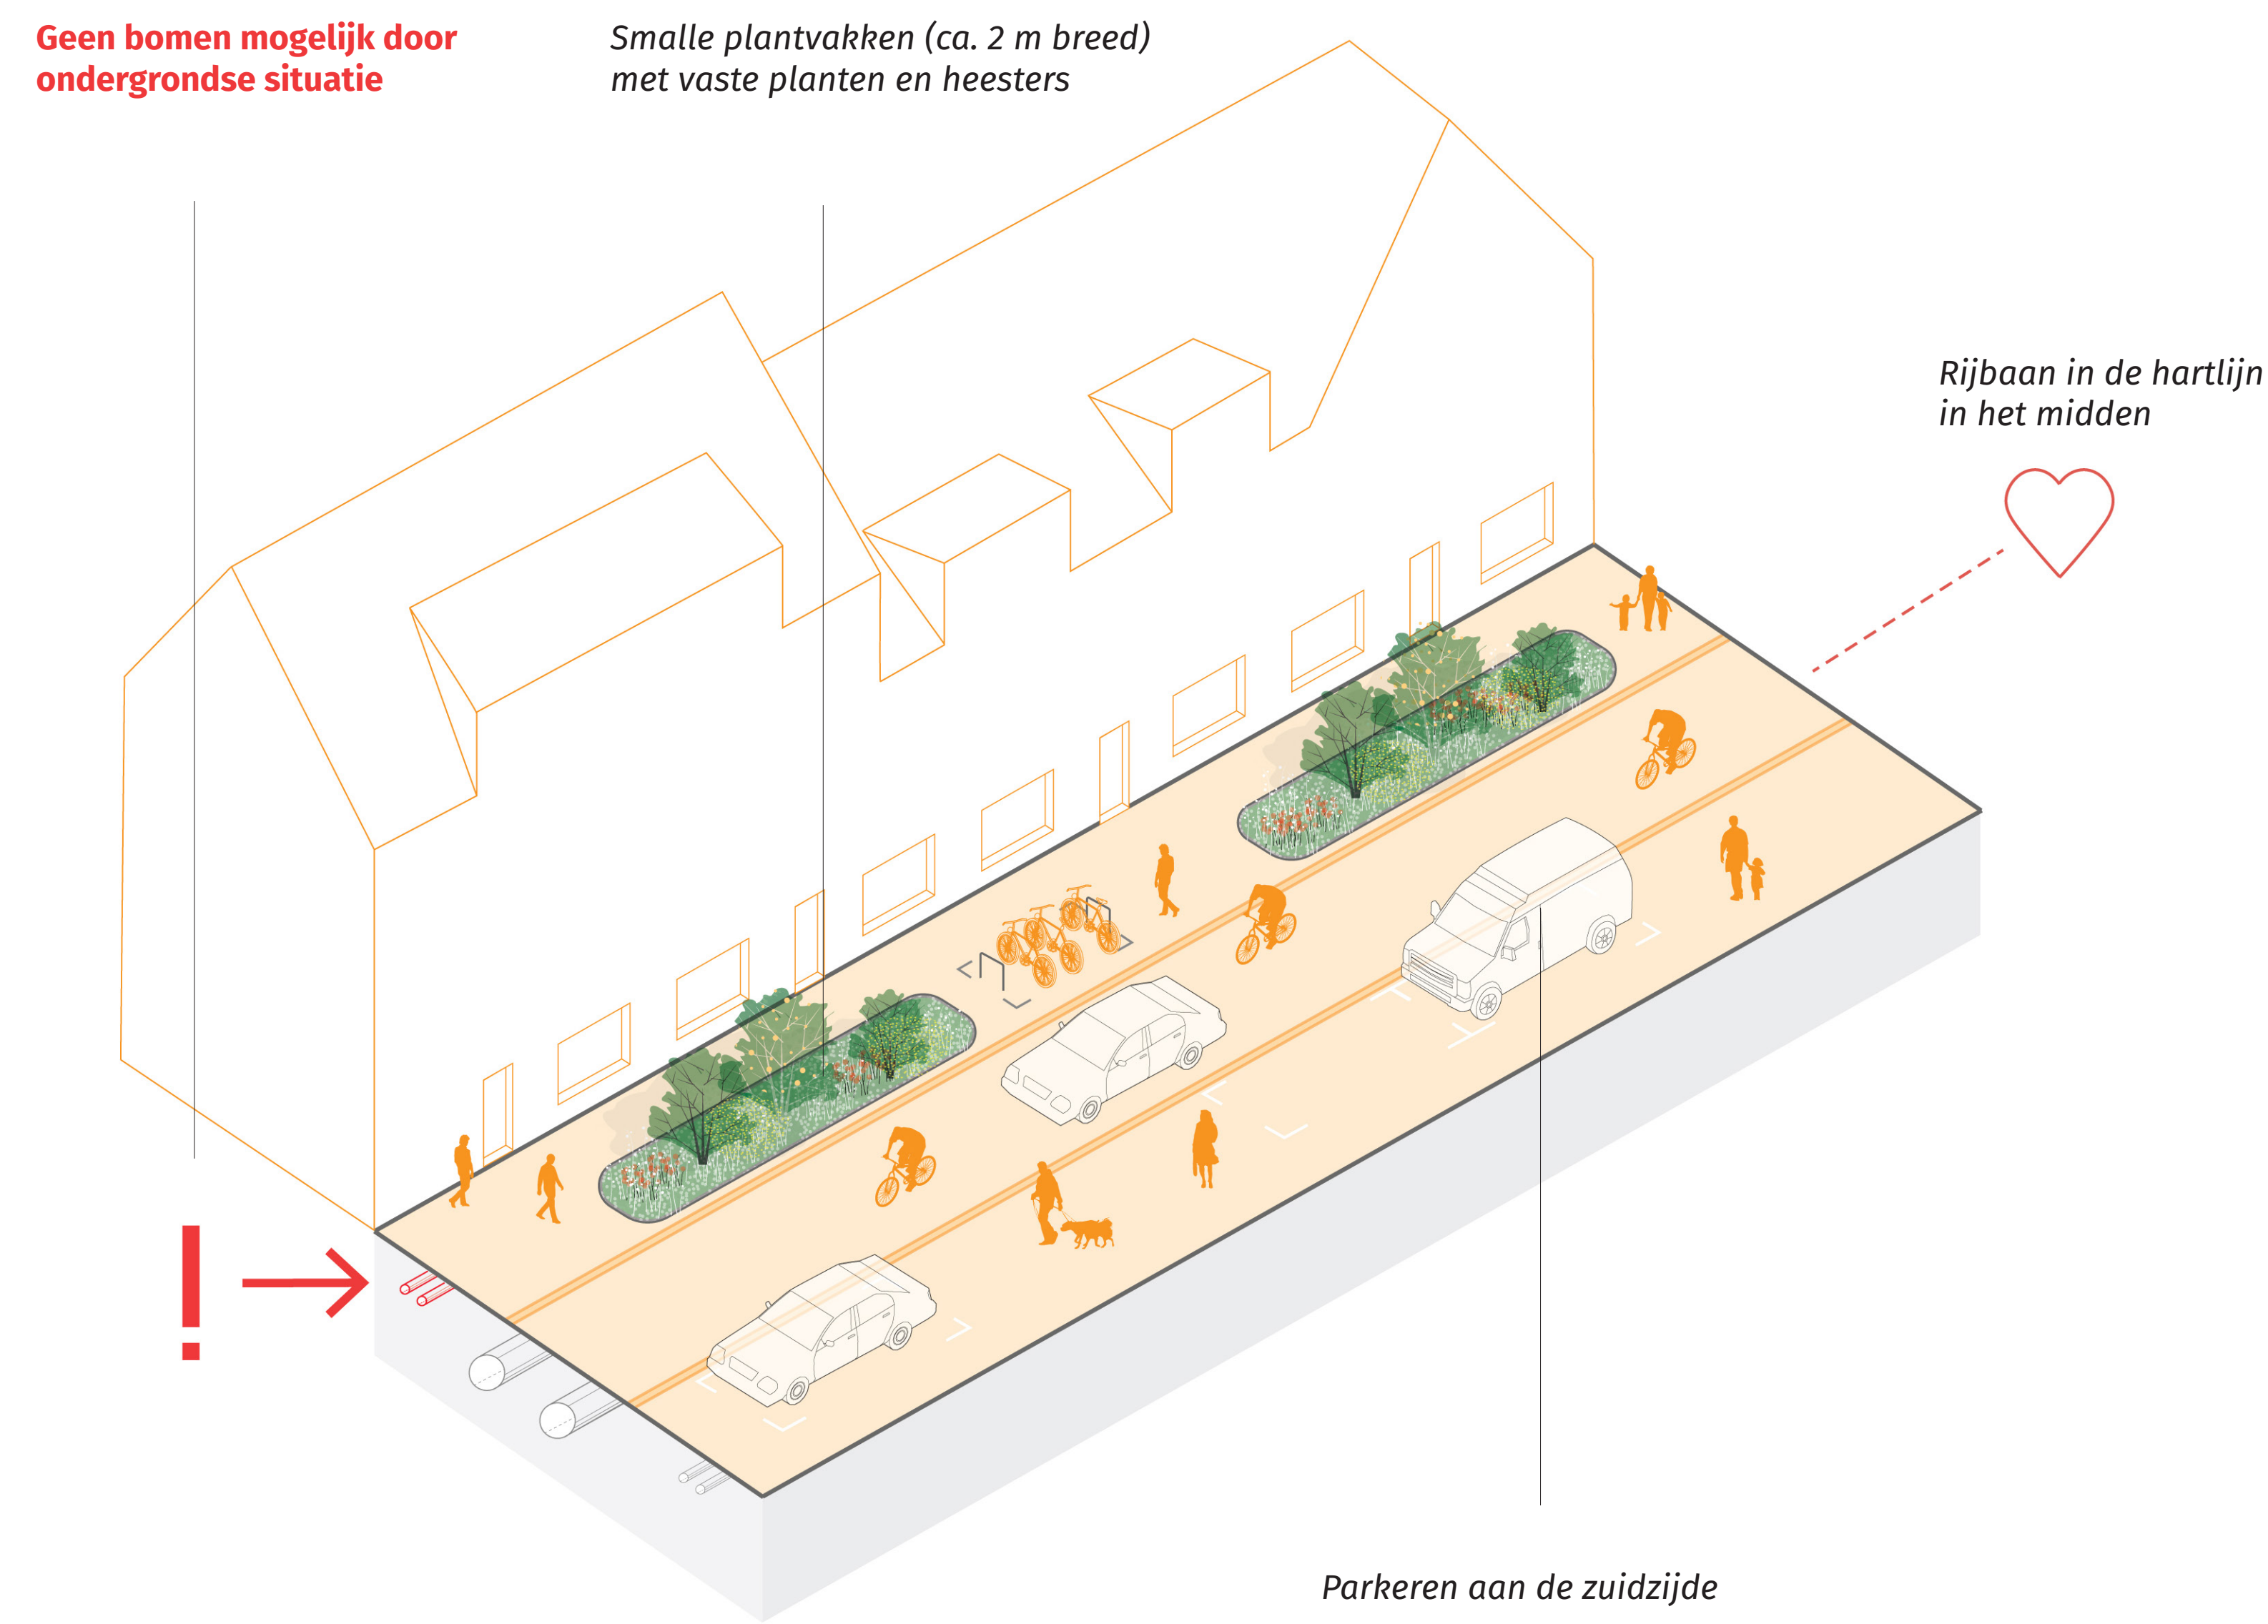 Geen bomen mogelijk door
ondergrondse situatie
Smalle plantvakken (ca. 2 m breed)
met vaste planten en heesters
Rijbaan in de hartlijn
in het midden
!
Parkeren aan de zuidzijde